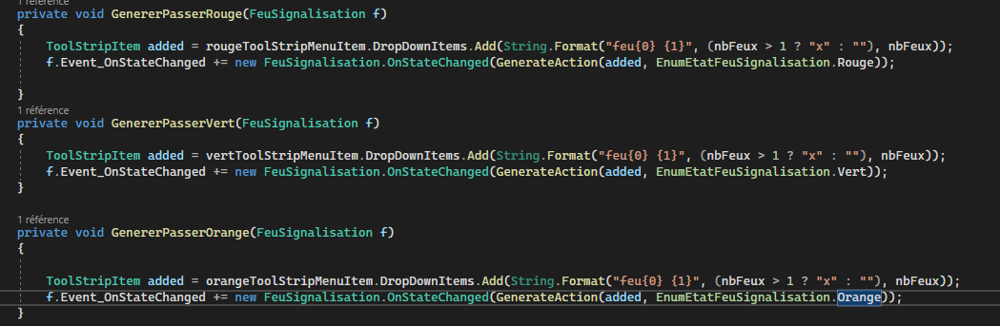 1 référence
private void GenererPasserRouge(FeuSignalisation f)
{
ToolStripItem added = rougeToolStripMenuItem.DropDownItems.Add(String.Format("feu{0} {1}", (nbFeux > 1 ? "x" : ""), nbFeux));
f.Event_OnStateChanged += new FeuSignalisation.OnStateChanged(GenerateAction(added, EnumEtatFeuSignalisation.Rouge));
}
1 référence
private void GenererPasserVert(FeuSignalisation f)
{
ToolStripItem added = vertToolStripMenuItem.DropDownItems.Add(String.Format("feu{0} {1}", (nbFeux > 1 ? "x" : ""), nbFeux));
f.Event_OnStateChanged += new FeuSignalisation.OnStateChanged(GenerateAction(added, EnumEtatFeuSignalisation.Vert));
}
1 référence
private void GenererPasserOrange(FeuSignalisation f)
{
ToolStripItem added = orangeToolStripMenuItem.DropDownItems.Add(String.Format("feu{0} {1}", (nbFeux > 1 ? "x" : ""), nbFeux));
f.Event_OnStateChanged += new FeuSignalisation.OnStateChanged(GenerateAction(added, EnumEtatFeuSignalisation.Orange));
}